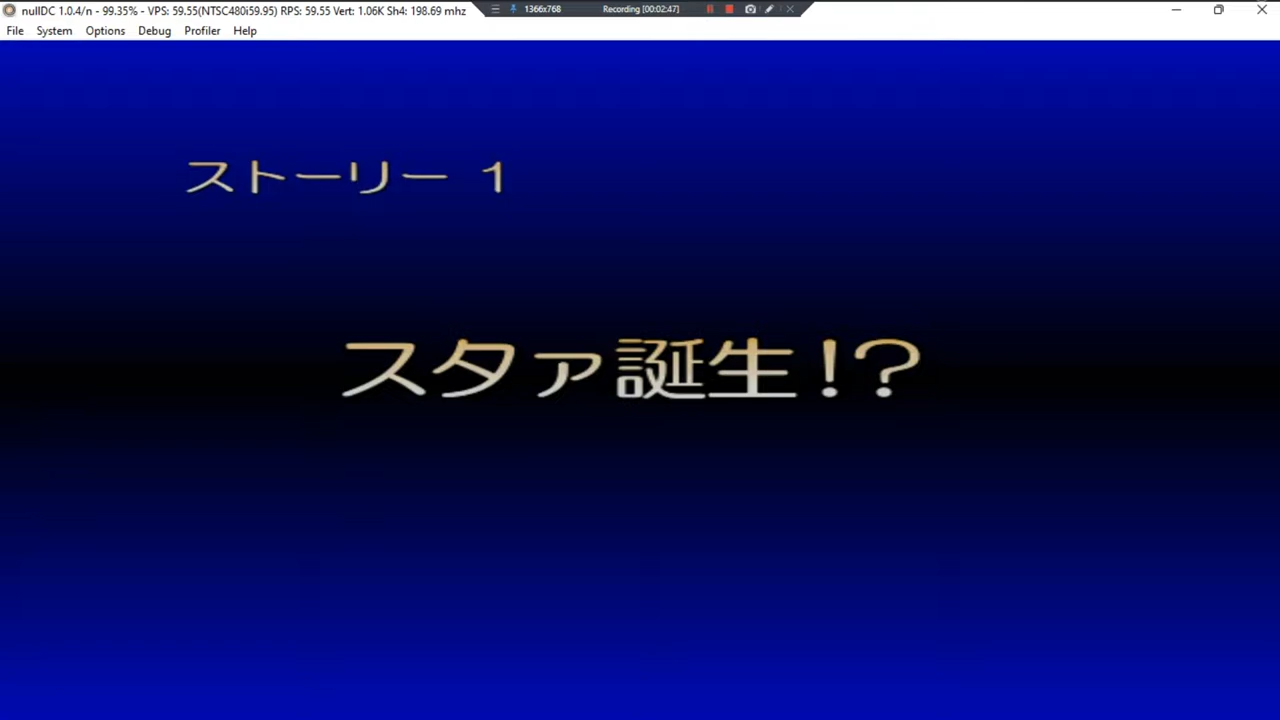 nullDC 1.0.4/n - 99.35% - VPS: 59.55(NTSC480i59.95) RPS: 59.55 Vert: 1.06K Sh4: 198.69 mhz
1366x768 Recording [00:02:47]
File System Options Debug Profiler Help
ストーリー 1
スタァ誕生!?